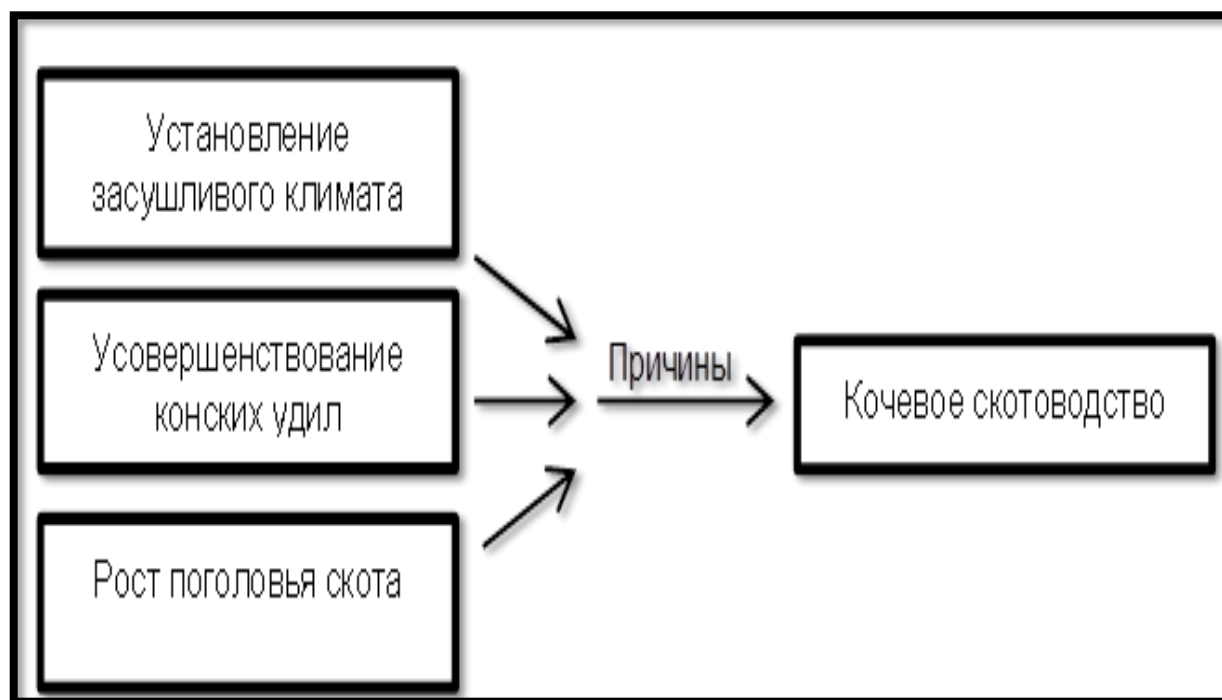 Установление
засушливого климата
Усовершенствование
конских удил
Рост поголовья скота
Причины
Кочевое скотоводство